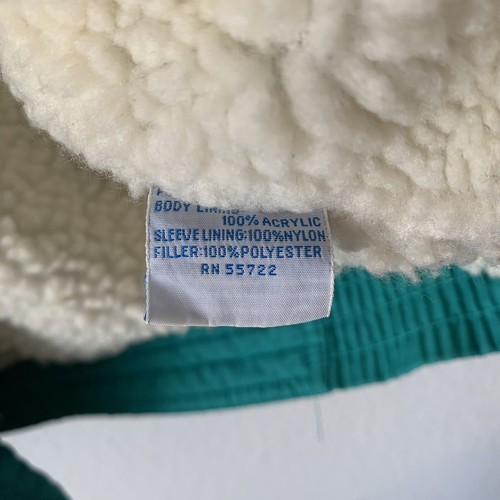 BODY LINING
100% ACRYLIC
SLEEVE LINING:100%NYLON
FILLER:100%POLYESTER
RN 55722